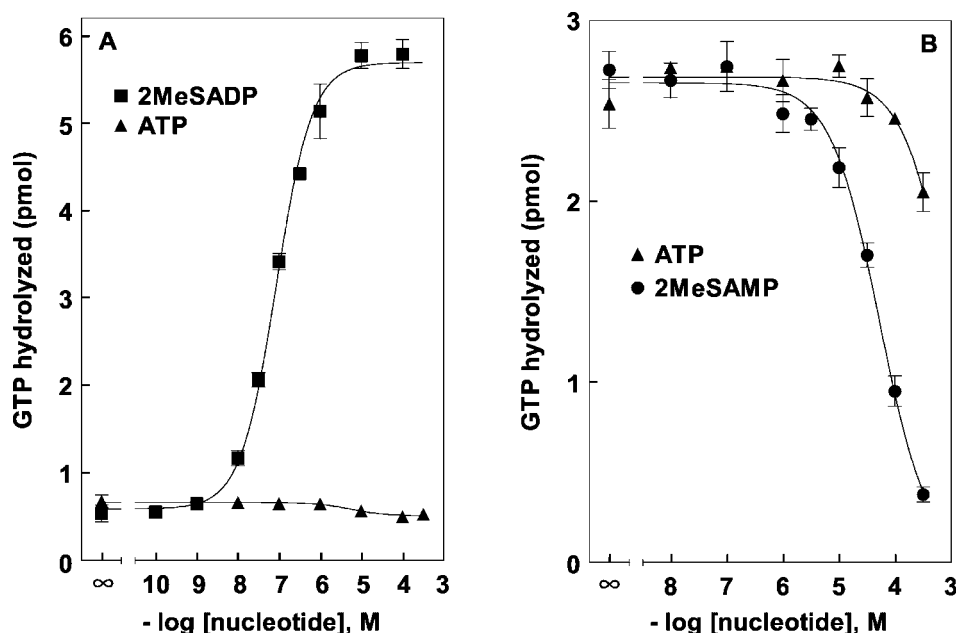 A
2MeSADP
ATP
GTP hydrolyzed (pmol)
6
5
4
3
2
1
0
∞ 10 9 8 7 6 5 4 3
- log [nucleotide], M
B
ATP
2MeSAMP
GTP hydrolyzed (pmol)
3
2
1
0
∞ 8 7 6 5 4 3
- log [nucleotide], M